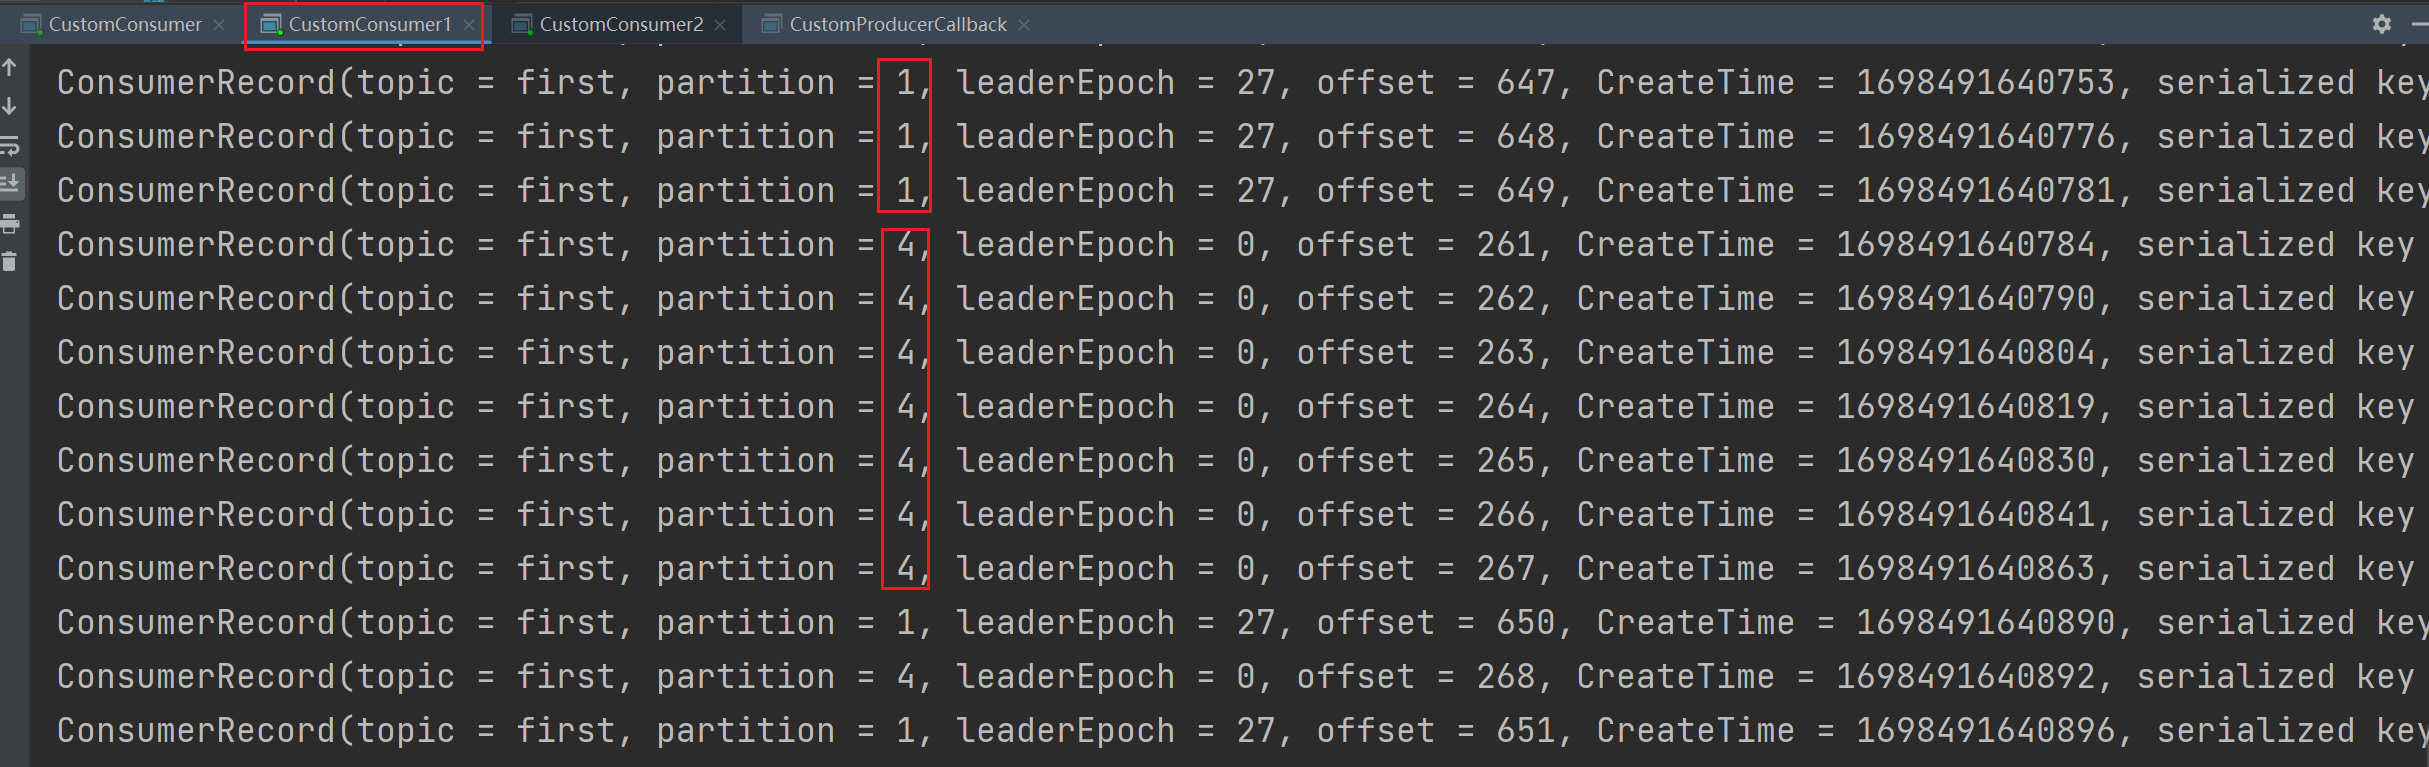 CustomConsumer CustomConsumer1 CustomConsumer2 CustomProducerCallback
ConsumerRecord(topic = first, partition = 1, leaderEpoch = 27, offset = 647, CreateTime = 1698491640753, serialized key
ConsumerRecord(topic = first, partition = 1, leaderEpoch = 27, offset = 648, CreateTime = 1698491640776, serialized key
ConsumerRecord(topic = first, partition = 1, leaderEpoch = 27, offset = 649, CreateTime = 1698491640781, serialized key
ConsumerRecord(topic = first, partition = 4, leaderEpoch = 0, offset = 261, CreateTime = 1698491640784, serialized key
ConsumerRecord(topic = first, partition = 4, leaderEpoch = 0, offset = 262, CreateTime = 1698491640790, serialized key
ConsumerRecord(topic = first, partition = 4, leaderEpoch = 0, offset = 263, CreateTime = 1698491640804, serialized key
ConsumerRecord(topic = first, partition = 4, leaderEpoch = 0, offset = 264, CreateTime = 1698491640819, serialized key
ConsumerRecord(topic = first, partition = 4, leaderEpoch = 0, offset = 265, CreateTime = 1698491640830, serialized key
ConsumerRecord(topic = first, partition = 4, leaderEpoch = 0, offset = 266, CreateTime = 1698491640841, serialized key
ConsumerRecord(topic = first, partition = 4, leaderEpoch = 0, offset = 267, CreateTime = 1698491640863, serialized key
ConsumerRecord(topic = first, partition = 1, leaderEpoch = 27, offset = 650, CreateTime = 1698491640890, serialized key
ConsumerRecord(topic = first, partition = 4, leaderEpoch = 0, offset = 268, CreateTime = 1698491640892, serialized key
ConsumerRecord(topic = first, partition = 1, leaderEpoch = 27, offset = 651, CreateTime = 1698491640896, serialized key